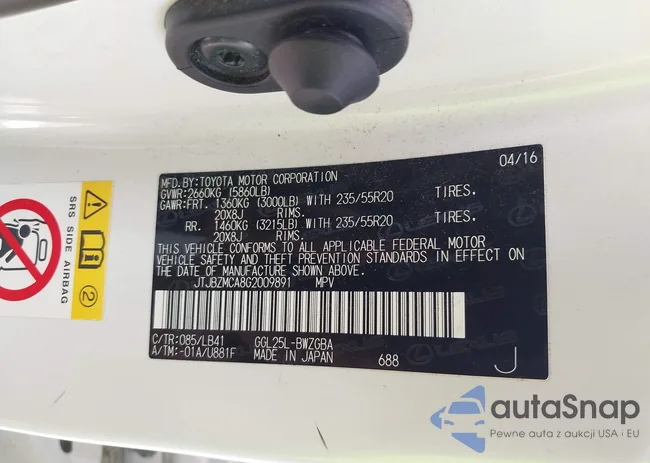 04/16
MFD.BY:TOYOTA MOTOR CORPORATION
GVWR:2660KG (5860LB)
GAWR:FRT. 1360KG (3000LB) WITH 235/55R20 TIRES.
20X8J RIMS.
RR. 1460KG (3215LB) WITH 235/55R20 TIRES.
20X8J RIMS.
THIS VEHICLE CONFORMS TO ALL APPLICABLE FEDERAL MOTOR
VEHICLE SAFETY AND THEFT PREVENTION STANDARDS IN EFFECT ON
THE DATE OF MANUFACTURE SHOWN ABOVE.
JTJBZMCA8G2009891 MPV
C/TR:085/LB41 GGL25L-BWZGBA
A/TM:-01A/U881F MADE IN JAPAN 688 J
SRS SIDE AIRBAG
2
autaSnap
Pewne auta z aukcji USA i EU